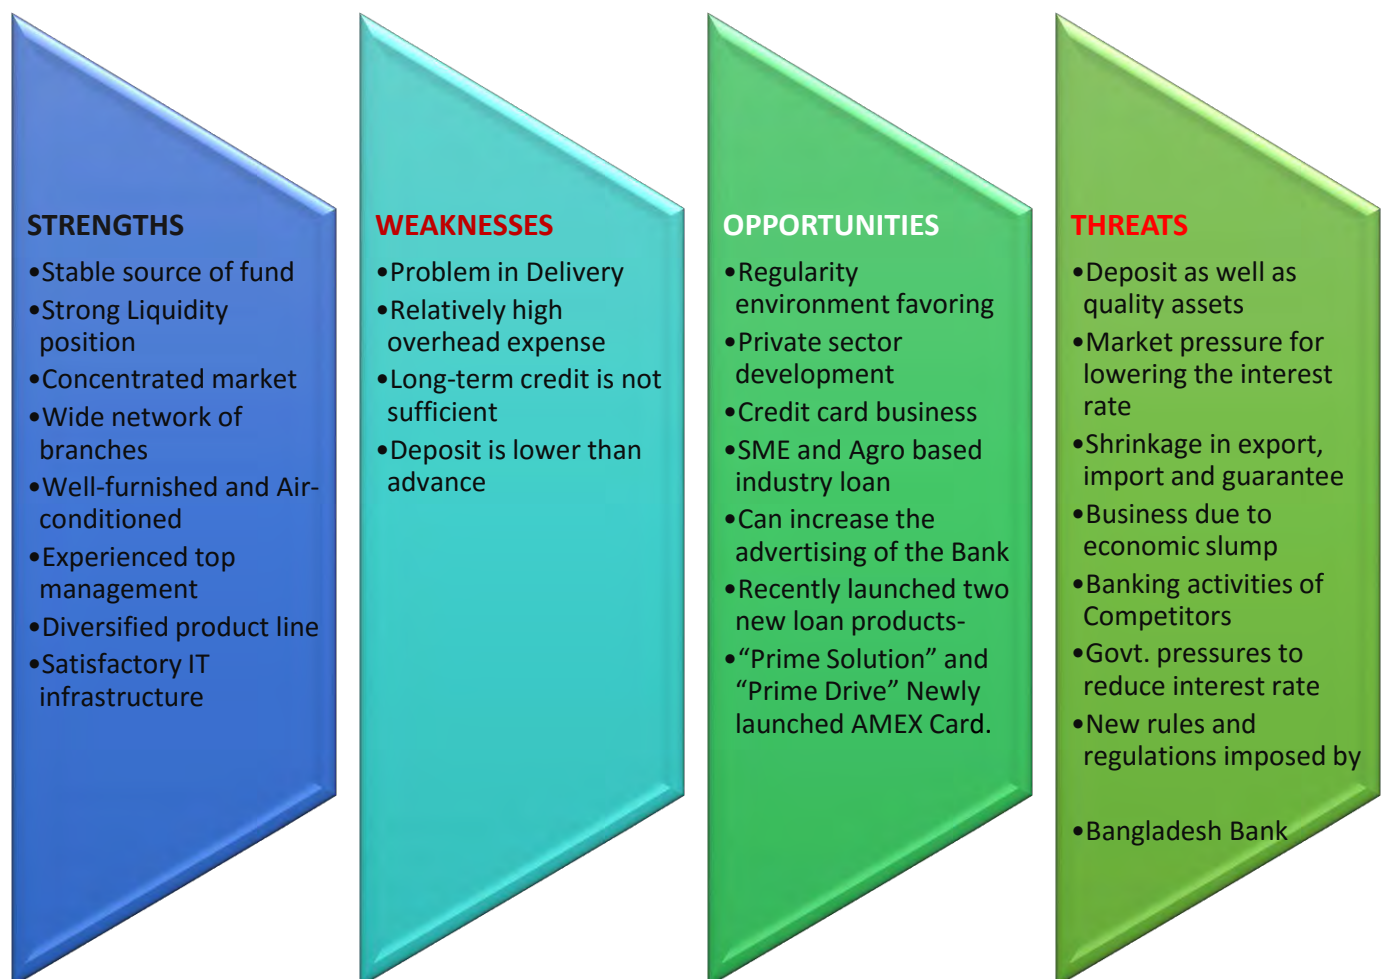 STRENGTHS
•Stable source of fund
•Strong Liquidity
position
•Concentrated market
•Wide network of
branches
•Well-furnished and Air-
conditioned
•Experienced top
management
•Diversified product line
•Satisfactory IT
infrastructure
WEAKNESSES
•Problem in Delivery
•Relatively high
overhead expense
•Long-term credit is not
sufficient
•Deposit is lower than
advance
OPPORTUNITIES
•Regularity
environment favoring
•Private sector
development
•Credit card business
•SME and Agro based
industry loan
•Can increase the
advertising of the Bank
•Recently launched two
new loan products-
•“Prime Solution” and
“Prime Drive” Newly
launched AMEX Card.
THREATS
•Deposit as well as
quality assets
•Market pressure for
lowering the interest
rate
•Shrinkage in export,
import and guarantee
•Business due to
economic slump
•Banking activities of
Competitors
•Govt. pressures to
reduce interest rate
•New rules and
regulations imposed by
•Bangladesh Bank